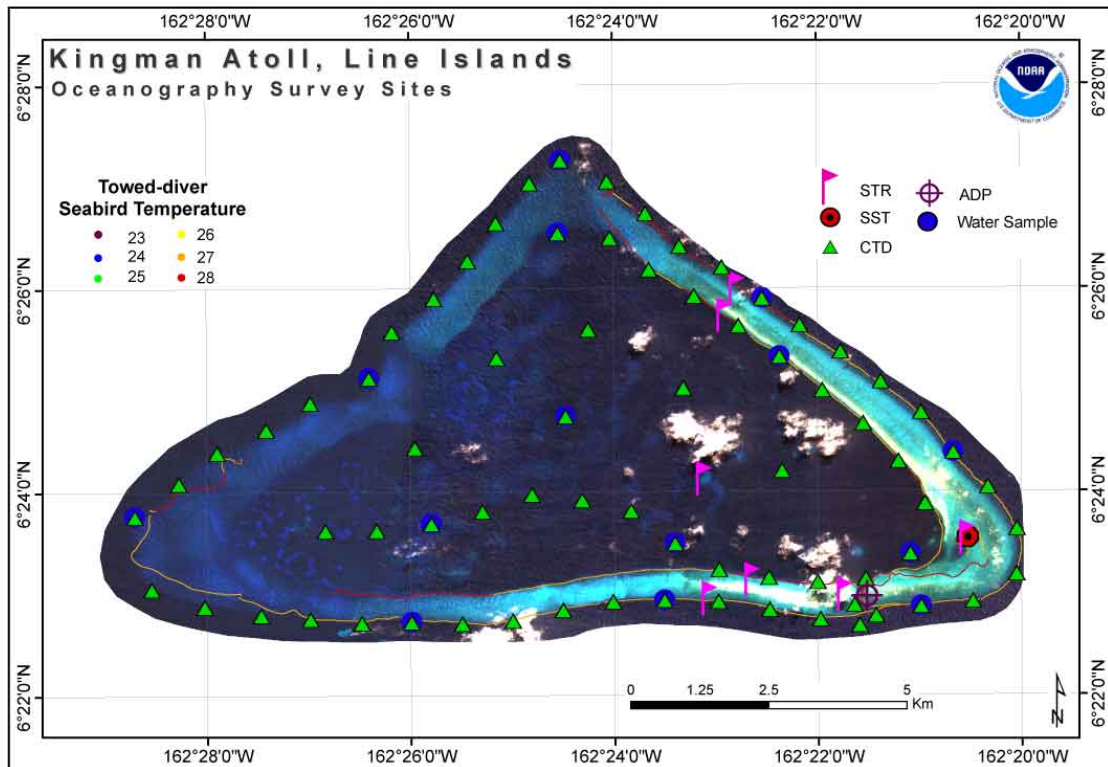 162°28'0"W 162°26'0"W 162°24'0"W 162°22'0"W 162°20'0"W
Kingman Atoll, Line Islands
Oceanography Survey Sites
6°28'0"N 6°28'0"N
NOAA
Towed-diver
Seabird Temperature
23 26
24 27
25 28
STR ADP
SST Water Sample
CTD
6°26'0"N 6°26'0"N
6°24'0"N 6°24'0"N
6°22'0"N 6°22'0"N
0 1.25 2.5 5
Km
N
162°28'0"W 162°26'0"W 162°24'0"W 162°22'0"W 162°20'0"W